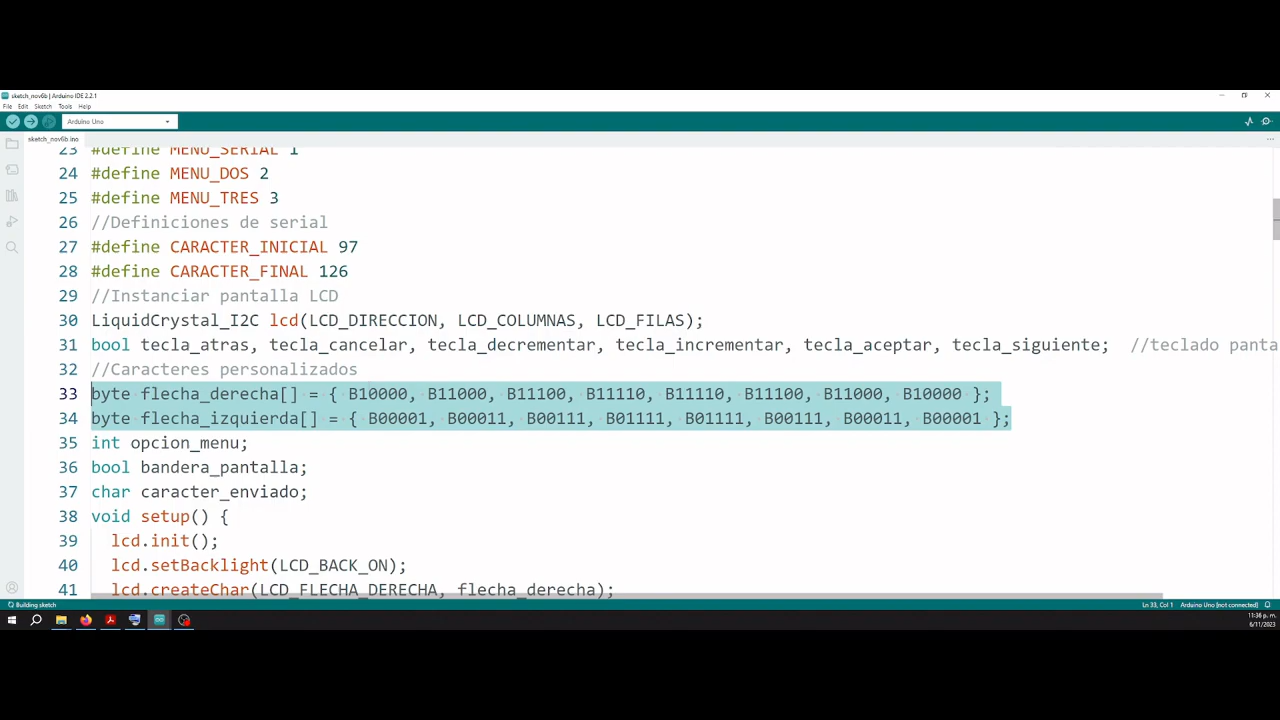 sketch_nov6b | Arduino IDE 2.2.1
File Edit Sketch Tools Help
Arduino Uno
sketch_nov6b.ino
23 #define MENU_SERIAL 1
24 #define MENU_DOS 2
25 #define MENU_TRES 3
26 //Definiciones de serial
27 #define CARACTER_INICIAL 97
28 #define CARACTER_FINAL 126
29 //Instanciar pantalla LCD
30 LiquidCrystal_I2C lcd(LCD_DIRECCION, LCD_COLUMNAS, LCD_FILAS);
31 bool tecla_atras, tecla_cancelar, tecla_decrementar, tecla_incrementar, tecla_aceptar, tecla_siguiente; //teclado panta
32 //Caracteres personalizados
33 byte flecha_derecha[] = { B10000, B11000, B11100, B11110, B11110, B11100, B11000, B10000 };
34 byte flecha_izquierda[] = { B00001, B00011, B00111, B01111, B01111, B00111, B00011, B00001 };
35 int opcion_menu;
36 bool bandera_pantalla;
37 char caracter_enviado;
38 void setup() {
39 lcd.init();
40 lcd.setBacklight(LCD_BACK_ON);
41 lcd.createChar(LCD_FLECHA_DERECHA, flecha_derecha);
Building sketch
Ln 33, Col 1 Arduino Uno [not connected]
11:36 p. m.
6/11/2023